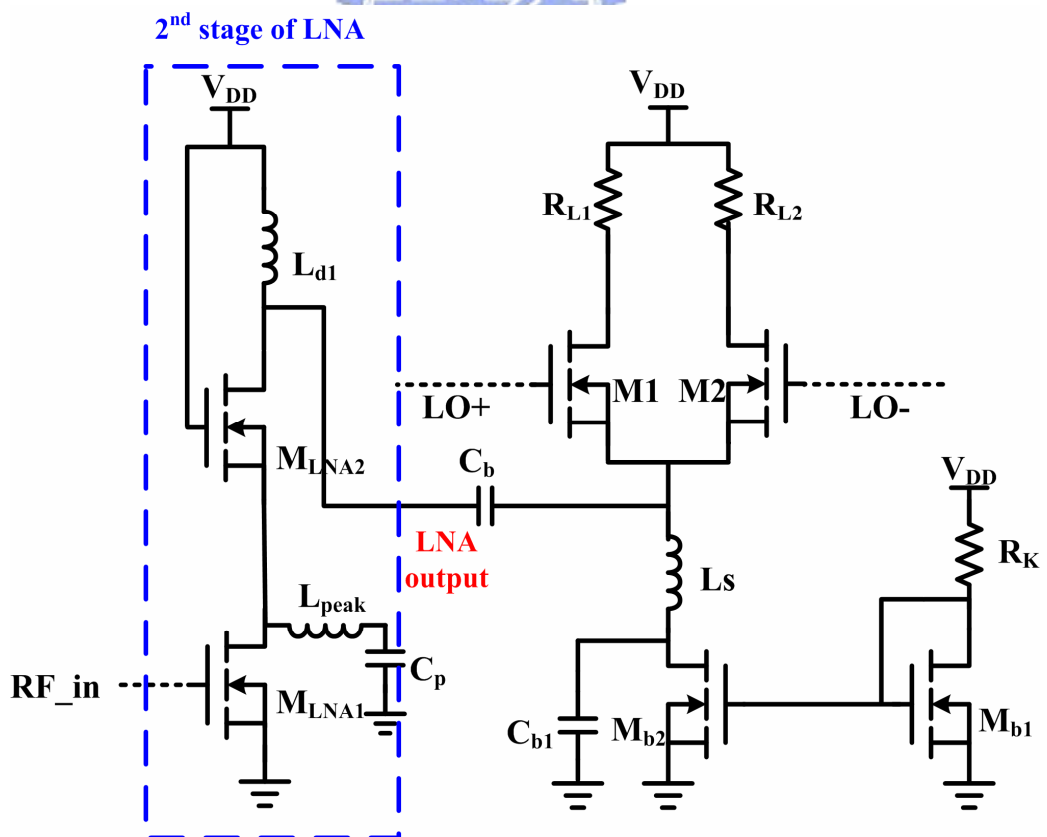 2nd stage of LNA
VDD
VDD
RL1
RL2
Ld1
M1
M2
LO+
LO-
MLNA2
Cb
VDD
LNA
output
RK
Ls
Lpeak
RF_in
Cp
MLNA1
Cb1
Mb2
Mb1